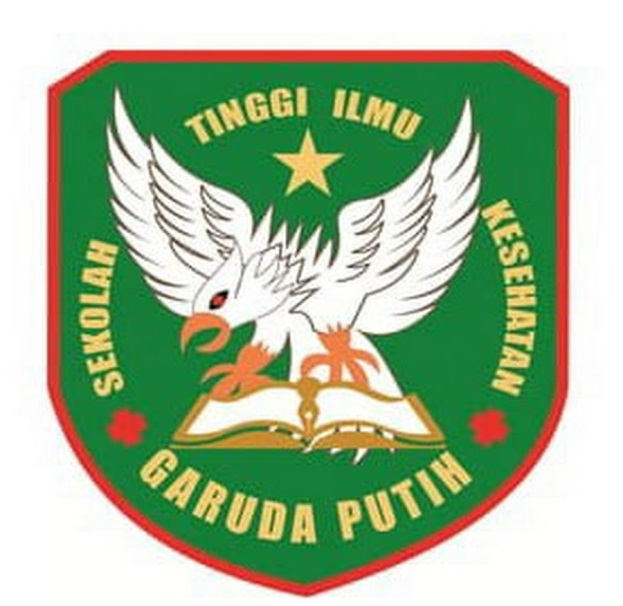 SEKOLAH
TINGGI ILMU
KESEHATAN
GARUDA PUTIH